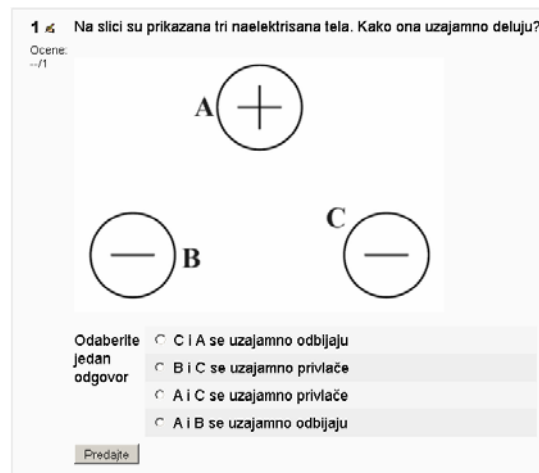 1 Na slici su prikazana tri naelektrisana tela. Kako ona uzajamno deluju?
Ocene:
--/1
A
+
C
−
B
−
Odaberite jedan odgovor
C i A se uzajamno odbijaju
B i C se uzajamno privlače
A i C se uzajamno privlače
A i B se uzajamno odbijaju
Predajte